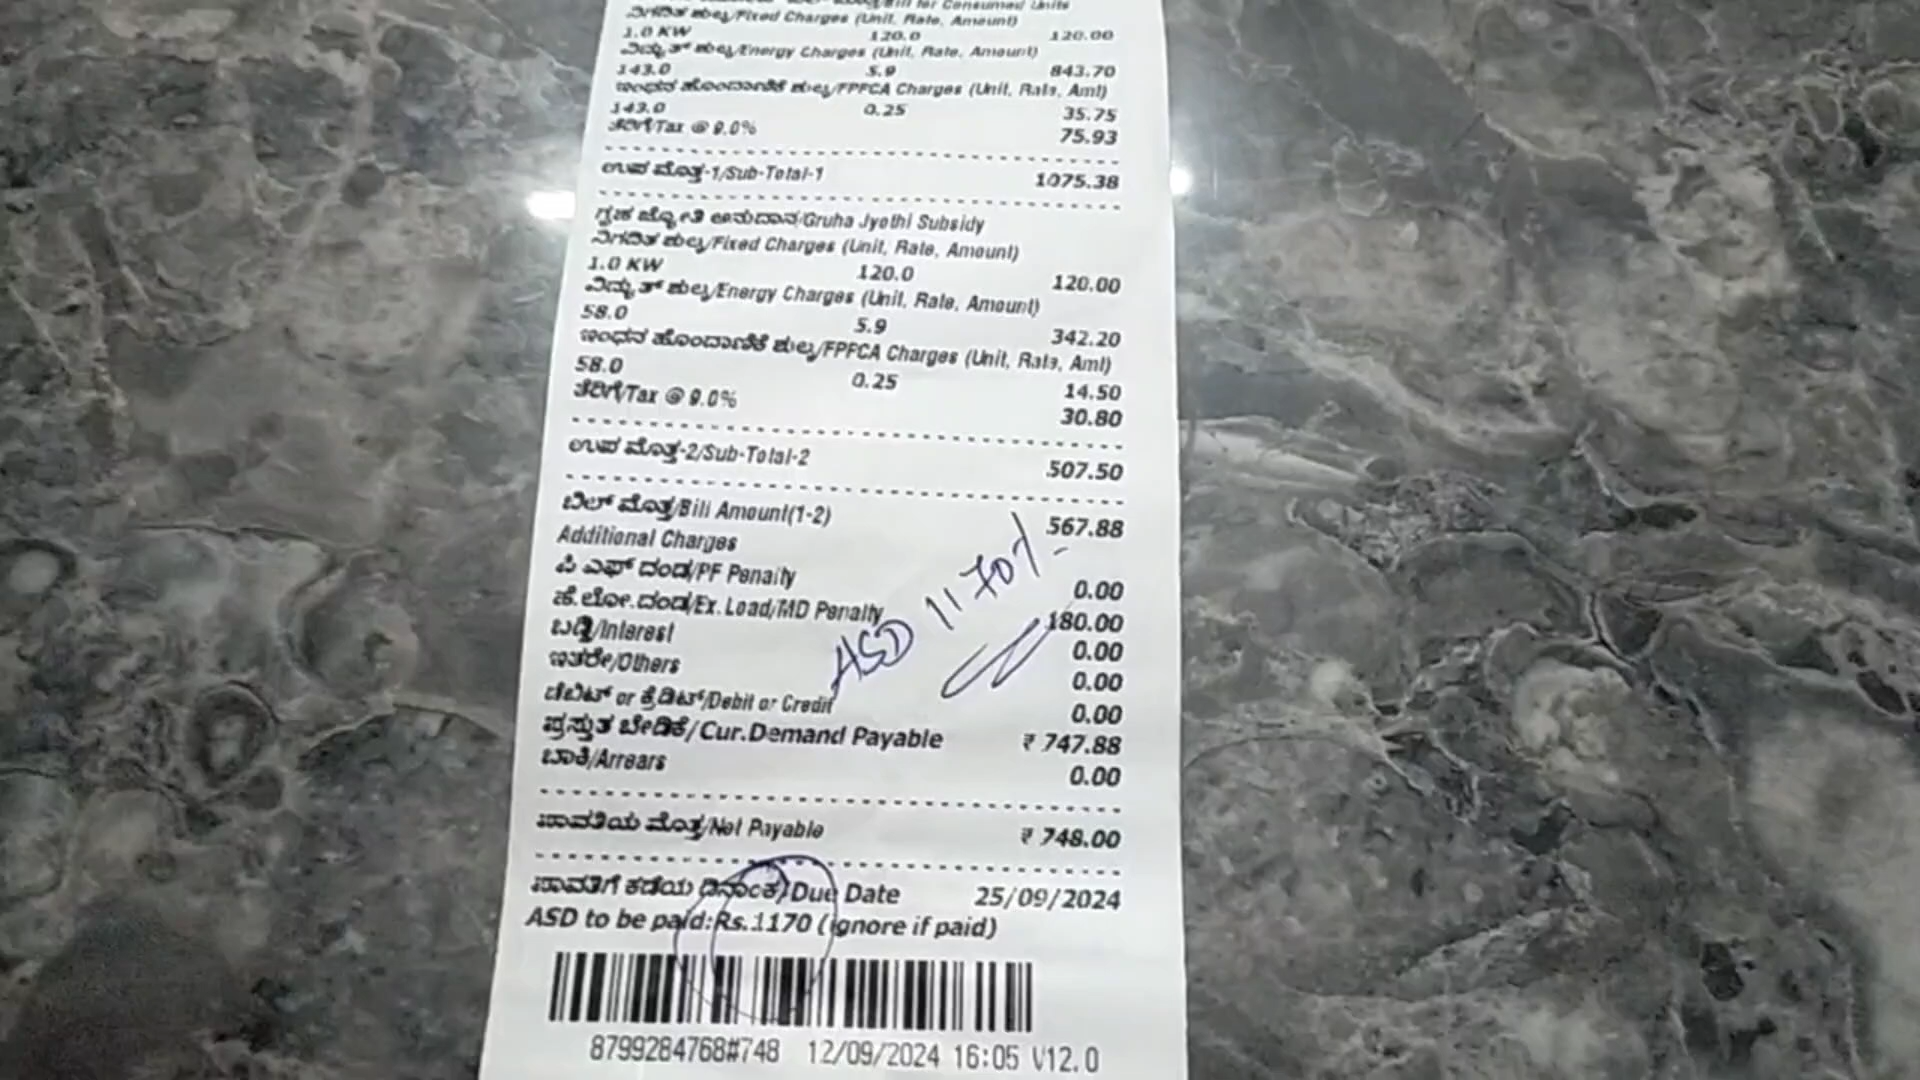 Bill for Consumed Units
ನಿಗದಿತ ಶುಲ್ಕ/Fixed Charges (Unit, Rate, Amount)
1.0 KW 120.0 120.00
ವಿದ್ಯುತ್ ಶುಲ್ಕ/Energy Charges (Unit, Rate, Amount)
143.0 5.9 843.70
ಇಂಧನ ಹೊಂದಾಣಿಕೆ ಶುಲ್ಕ/FPPCA Charges (Unit, Rate, Amt)
143.0 0.25 35.75
ತೆರಿಗೆ/Tax @ 9.0% 75.93
ಉಪ ಮೊತ್ತ-1/Sub-Total-1 1075.38
ಗೃಹ ಜ್ಯೋತಿ ಅನುದಾನ/Gruha Jyothi Subsidy
ನಿಗದಿತ ಶುಲ್ಕ/Fixed Charges (Unit, Rate, Amount)
1.0 KW 120.0 120.00
ವಿದ್ಯುತ್ ಶುಲ್ಕ/Energy Charges (Unit, Rate, Amount)
58.0 5.9 342.20
ಇಂಧನ ಹೊಂದಾಣಿಕೆ ಶುಲ್ಕ/FPPCA Charges (Unit, Rate, Amt)
58.0 0.25 14.50
ತೆರಿಗೆ/Tax @ 9.0% 30.80
ಉಪ ಮೊತ್ತ-2/Sub-Total-2 507.50
ಬಿಲ್ ಮೊತ್ತ/Bill Amount(1-2) 567.88
Additional Charges
ಪಿ ಎಫ್ ದಂಡ/PF Penalty 0.00
ಹೆ.ಲೋ.ದಂಡ/Ex. Load/MD Penalty 180.00
ಬಡ್ಡಿ/Interest 0.00
ಇತರೇ/Others 0.00
ಡೆಬಿಟ್ or ಕ್ರೆಡಿಟ್/Debit or Credit 0.00
ASD 1170/-
ಪ್ರಸ್ತುತ ಬೇಡಿಕೆ/Cur.Demand Payable ₹ 747.88
ಬಾಕಿ/Arrears 0.00
ಪಾವತಿಯ ಮೊತ್ತ/Net Payable ₹ 748.00
ಪಾವತಿಗೆ ಕಡೆಯ ದಿನಾಂಕ/Due Date 25/09/2024
ASD to be paid:Rs.1170 (ignore if paid)
8799284768#748 12/09/2024 16:05 V12.0